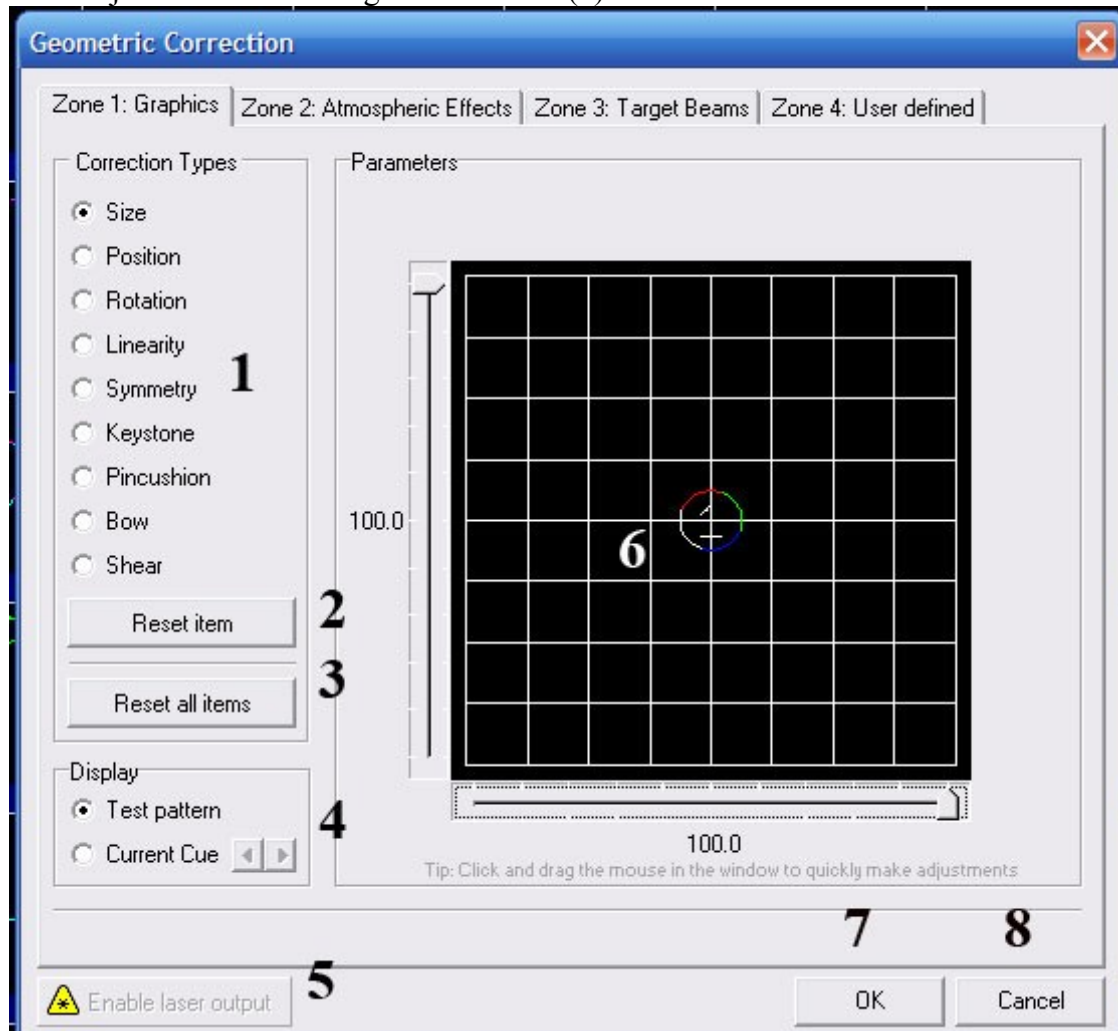 Geometric Correction
Zone 1: Graphics Zone 2: Atmospheric Effects Zone 3: Target Beams Zone 4: User defined
Correction Types
Size
Position
Rotation
Linearity
Symmetry
Keystone
Pincushion
Bow
Shear
1
Reset item
2
Reset all items
3
Display
Test pattern
Current Cue
4
Parameters
100.0
6
1
100.0
Tip: Click and drag the mouse in the window to quickly make adjustments
7
8
Enable laser output
5
OK
Cancel